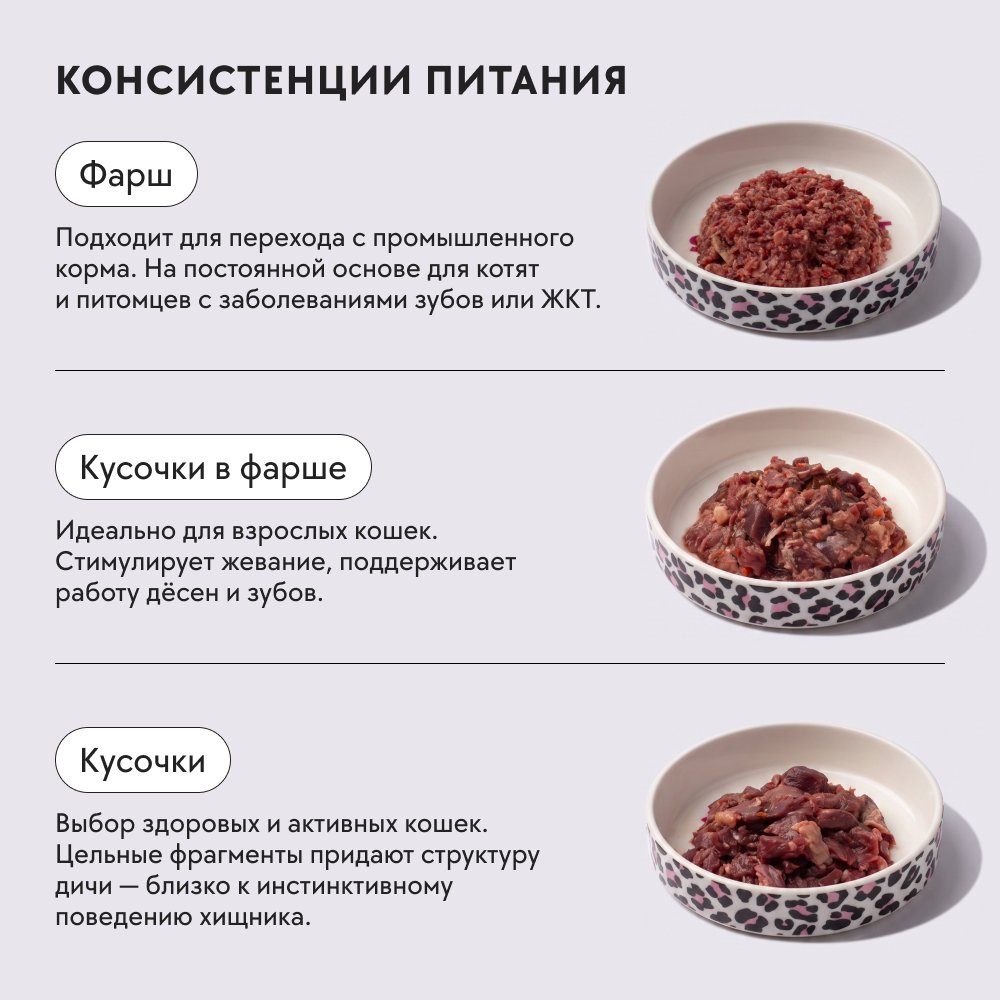 КОНСИСТЕНЦИИ ПИТАНИЯ
Фарш
Подходит для перехода с промышленного
корма. На постоянной основе для котят
и питомцев с заболеваниями зубов или ЖКТ.
Кусочки в фарше
Идеально для взрослых кошек.
Стимулирует жевание, поддерживает
работу дёсен и зубов.
Кусочки
Выбор здоровых и активных кошек.
Цельные фрагменты придают структуру
дичи — близко к инстинктивному
поведению хищника.